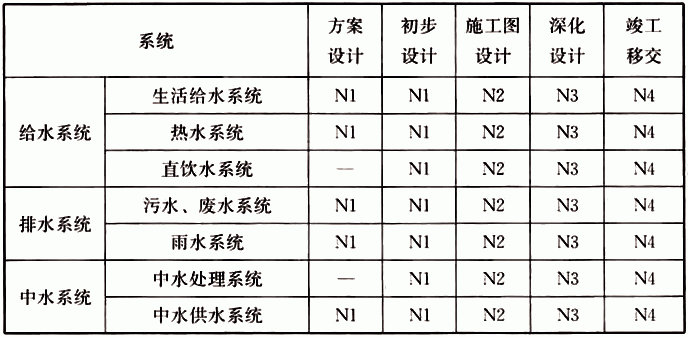 系统 方案设计 初步设计 施工图设计 深化设计 竣工移交
给水系统 生活给水系统 N1 N1 N2 N3 N4
热水系统 N1 N1 N2 N3 N4
直饮水系统 — N1 N2 N3 N4
排水系统 污水、废水系统 N1 N1 N2 N3 N4
雨水系统 N1 N1 N2 N3 N4
中水系统 中水处理系统 — N1 N2 N3 N4
中水供水系统 N1 N1 N2 N3 N4